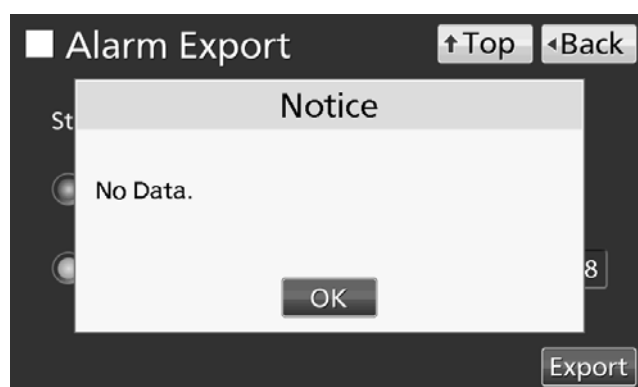 Alarm Export
↑Top
◂Back
Notice
St
No Data.
8
OK
Export